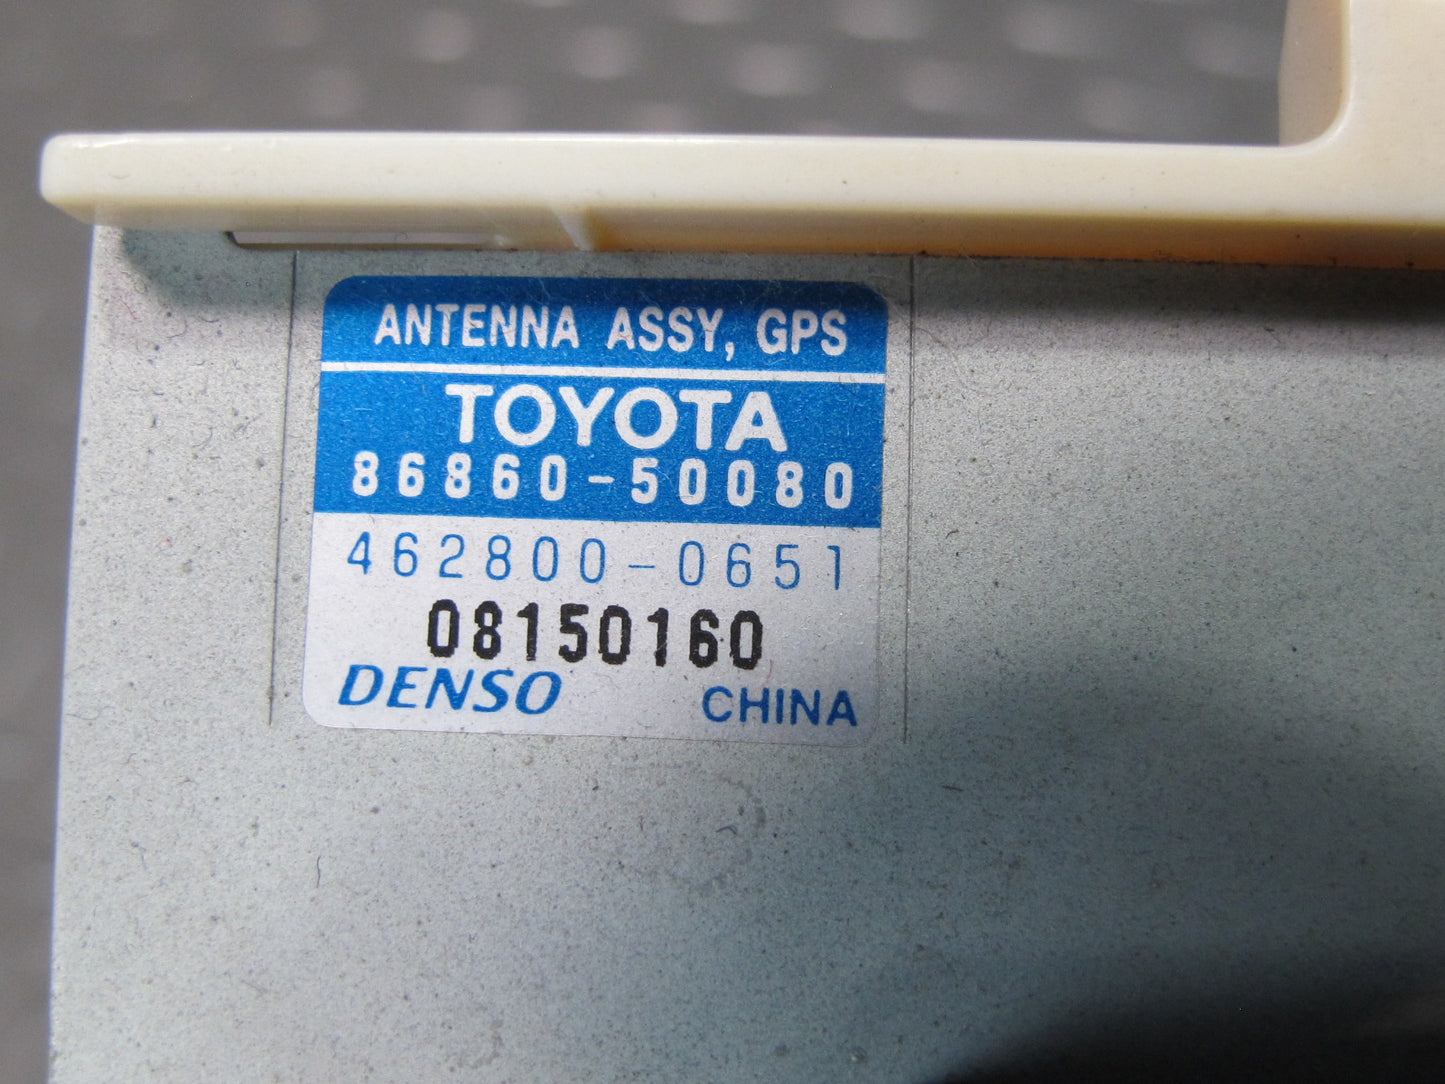 ANTENNA ASSY, GPS
TOYOTA
86860-50080
462800-0651
08150160
DENSO CHINA